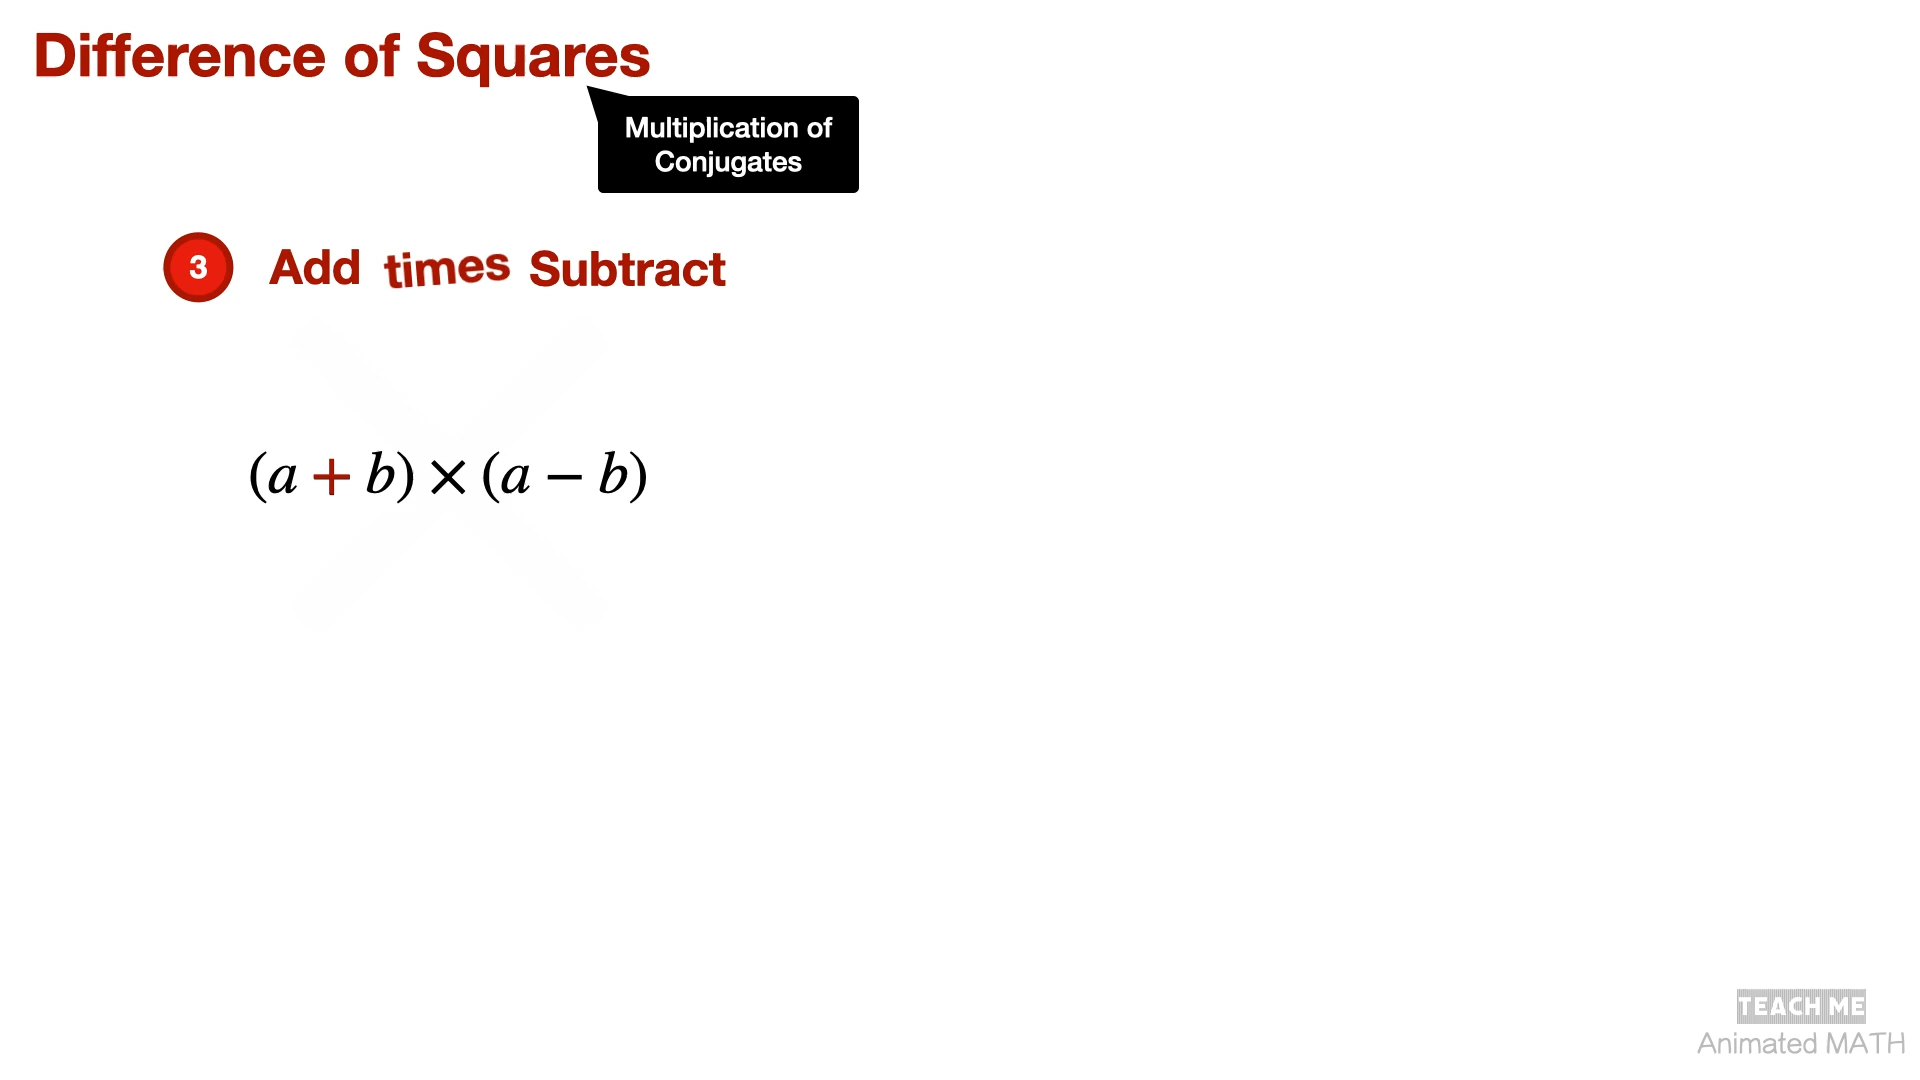 Difference of Squares
Multiplication of
Conjugates
3 Add times Subtract
(a + b) × (a − b)
TEACH ME
Animated MATH